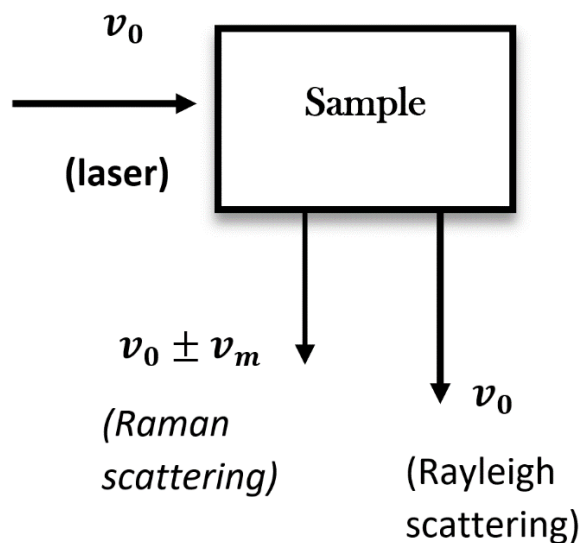 v₀
Sample
(laser)
v₀ ± vₘ
(Raman
scattering)
v₀
(Rayleigh
scattering)